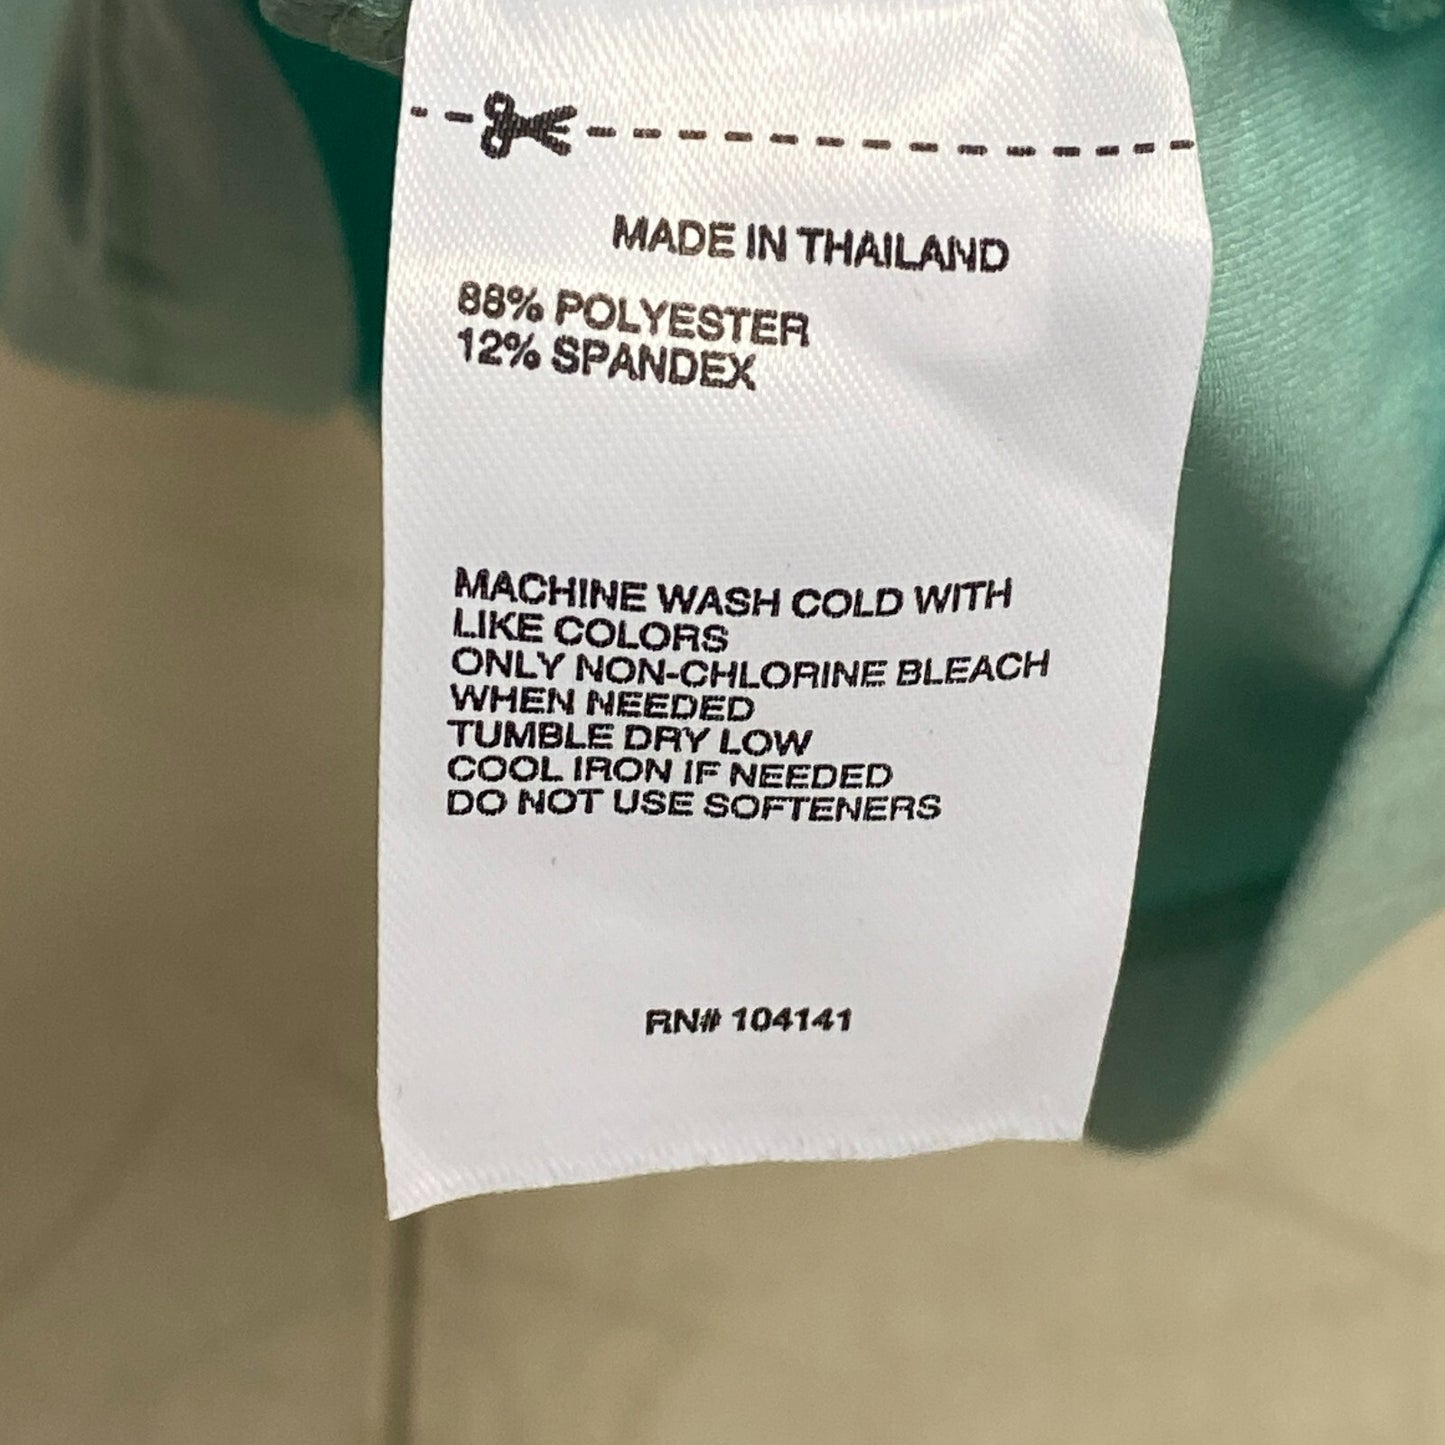 MADE IN THAILAND
88% POLYESTER
12% SPANDEX
MACHINE WASH COLD WITH
LIKE COLORS
ONLY NON-CHLORINE BLEACH
WHEN NEEDED
TUMBLE DRY LOW
COOL IRON IF NEEDED
DO NOT USE SOFTENERS
RN# 104141